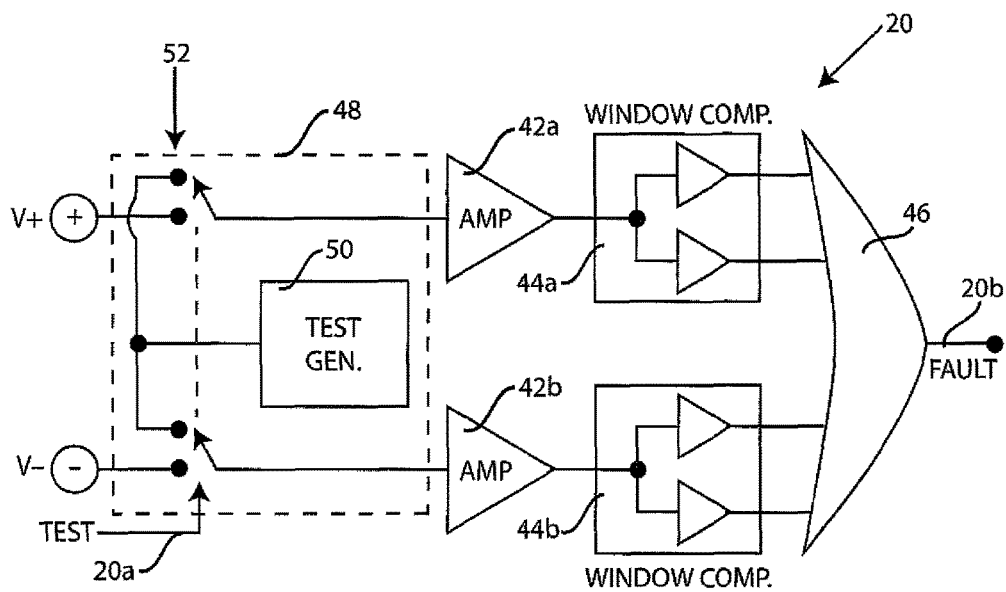 20
52
48
42a
WINDOW COMP.
V+
+
AMP
46
50
44a
TEST
GEN.
20b
FAULT
42b
V-
-
AMP
TEST
44b
20a
WINDOW COMP.